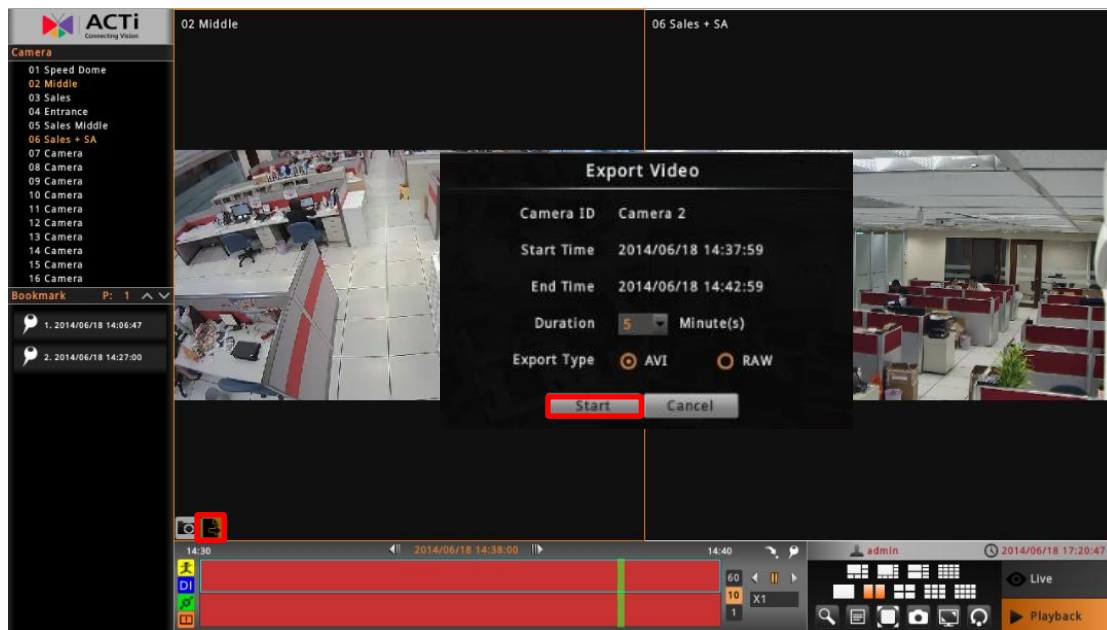 ACTi
Connecting Vision
02 Middle
06 Sales + SA
Camera
01 Speed Dome
02 Middle
03 Sales
04 Entrance
05 Sales Middle
06 Sales + SA
07 Camera
08 Camera
09 Camera
10 Camera
11 Camera
12 Camera
13 Camera
14 Camera
15 Camera
16 Camera
Bookmark P: 1
1. 2014/06/18 14:06:47
2. 2014/06/18 14:27:00
Export Video
Camera ID Camera 2
Start Time 2014/06/18 14:37:59
End Time 2014/06/18 14:42:59
Duration 5 Minute(s)
Export Type AVI RAW
Start Cancel
14:30 2014/06/18 14:38:00 14:40
DI
60
10 X1
1
admin 2014/06/18 17:20:47
Live
Playback